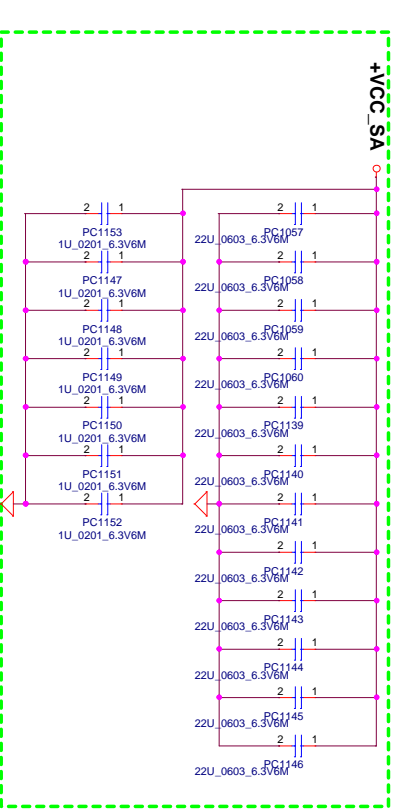 +VCC_SA
2 1
PC1153
1U_0201_6.3V6M
2 1
PC1147
1U_0201_6.3V6M
2 1
PC1148
1U_0201_6.3V6M
2 1
PC1149
1U_0201_6.3V6M
2 1
PC1150
1U_0201_6.3V6M
2 1
PC1151
1U_0201_6.3V6M
2 1
PC1152
1U_0201_6.3V6M
2 1
PC1057
22U_0603_6.3V6M
2 1
PC1058
22U_0603_6.3V6M
2 1
PC1059
22U_0603_6.3V6M
2 1
PC1060
22U_0603_6.3V6M
2 1
PC1139
22U_0603_6.3V6M
2 1
PC1140
22U_0603_6.3V6M
2 1
PC1141
22U_0603_6.3V6M
2 1
PC1142
22U_0603_6.3V6M
2 1
PC1143
22U_0603_6.3V6M
2 1
PC1144
22U_0603_6.3V6M
2 1
PC1145
22U_0603_6.3V6M
2 1
PC1146
22U_0603_6.3V6M